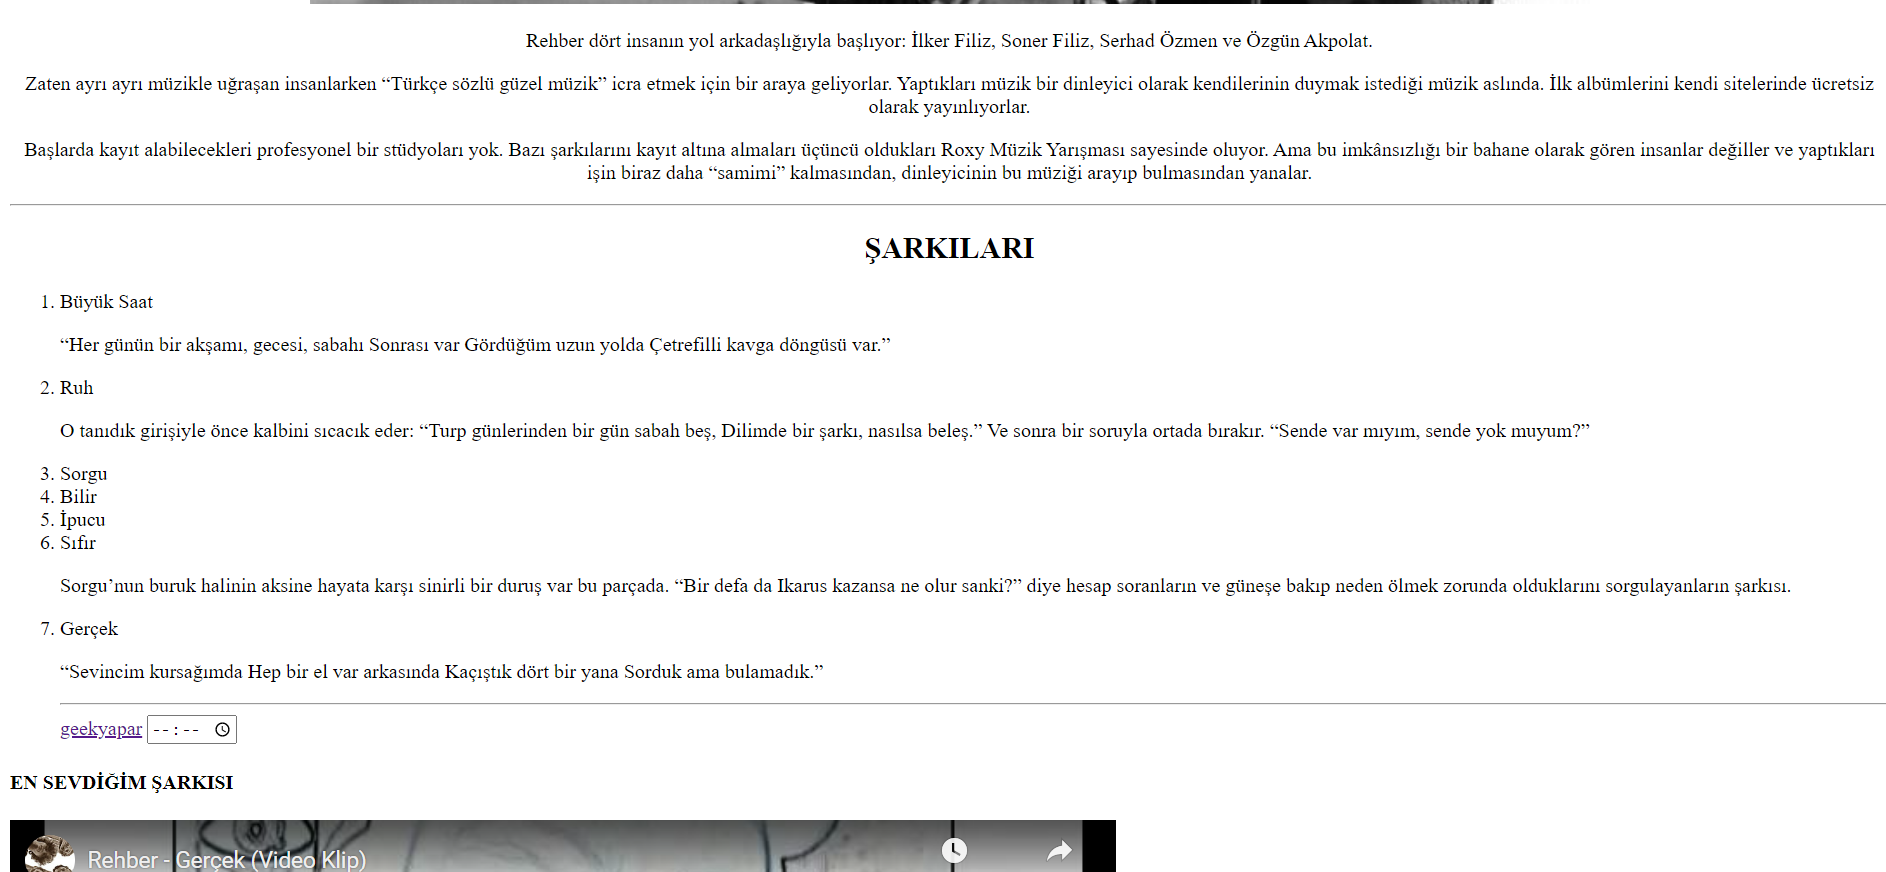 Rehber dört insanın yol arkadaşlığıyla başlıyor: İlker Filiz, Soner Filiz, Serhad Özmen ve Özgün Akpolat.
Zaten ayrı ayrı müzikle uğraşan insanlarken “Türkçe sözlü güzel müzik” icra etmek için bir araya geliyorlar. Yaptıkları müzik bir dinleyici olarak kendilerinin duymak istediği müzik aslında. İlk albümlerini kendi sitelerinde ücretsiz
olarak yayınlıyorlar.
Başlarda kayıt alabilecekleri profesyonel bir stüdyoları yok. Bazı şarkılarını kayıt altına almaları üçüncü oldukları Roxy Müzik Yarışması sayesinde oluyor. Ama bu imkânsızlığı bir bahane olarak gören insanlar değiller ve yaptıkları
işin biraz daha “samimi” kalmasından, dinleyicinin bu müziği arayıp bulmasından yanalar.
ŞARKILARI
1. Büyük Saat
“Her günün bir akşamı, gecesi, sabahı Sonrası var Gördüğüm uzun yolda Çetrefilli kavga döngüsü var.”
2. Ruh
O tanıdık girişiyle önce kalbini sıcacık eder: “Turp günlerinden bir gün sabah beş, Dilimde bir şarkı, nasılsa beleş.” Ve sonra bir soruyla ortada bırakır. “Sende var mıyım, sende yok muyum?”
3. Sorgu
4. Bilir
5. İpucu
6. Sıfır
Sorgu’nun buruk halinin aksine hayata karşı sinirli bir duruş var bu parçada. “Bir defa da Ikarus kazansa ne olur sanki?” diye hesap soranların ve güneşe bakıp neden ölmek zorunda olduklarını sorgulayanların şarkısı.
7. Gerçek
“Sevincim kursağımda Hep bir el var arkasında Kaçıştık dört bir yana Sorduk ama bulamadık.”
geekyapar --:--
EN SEVDİĞİM ŞARKISI
Rehber - Gerçek (Video Klip)